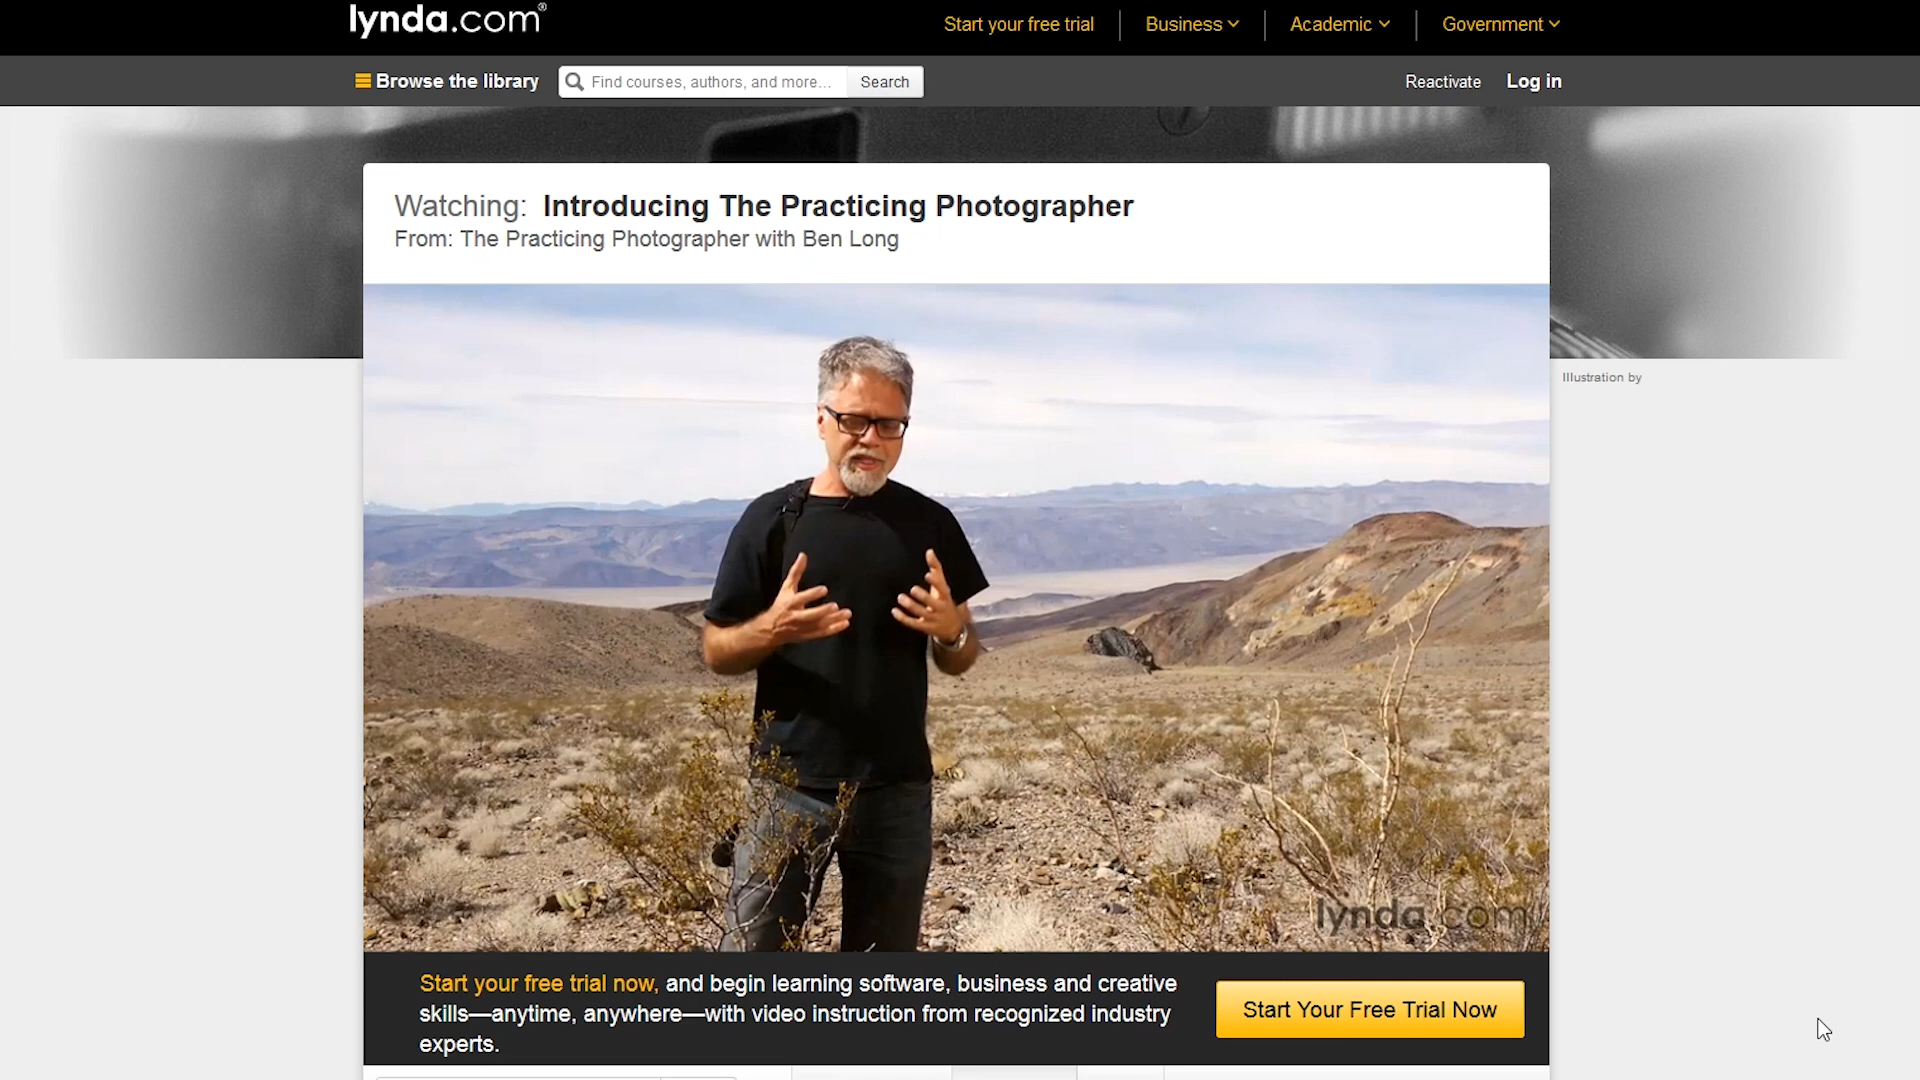 lynda.com®
Start your free trial
Business
Academic
Government
Browse the library
Find courses, authors, and more...
Search
Reactivate
Log in
Watching: Introducing The Practicing Photographer
From: The Practicing Photographer with Ben Long
Illustration by
lynda.com
Start your free trial now, and begin learning software, business and creative
skills—anytime, anywhere—with video instruction from recognized industry
experts.
Start Your Free Trial Now